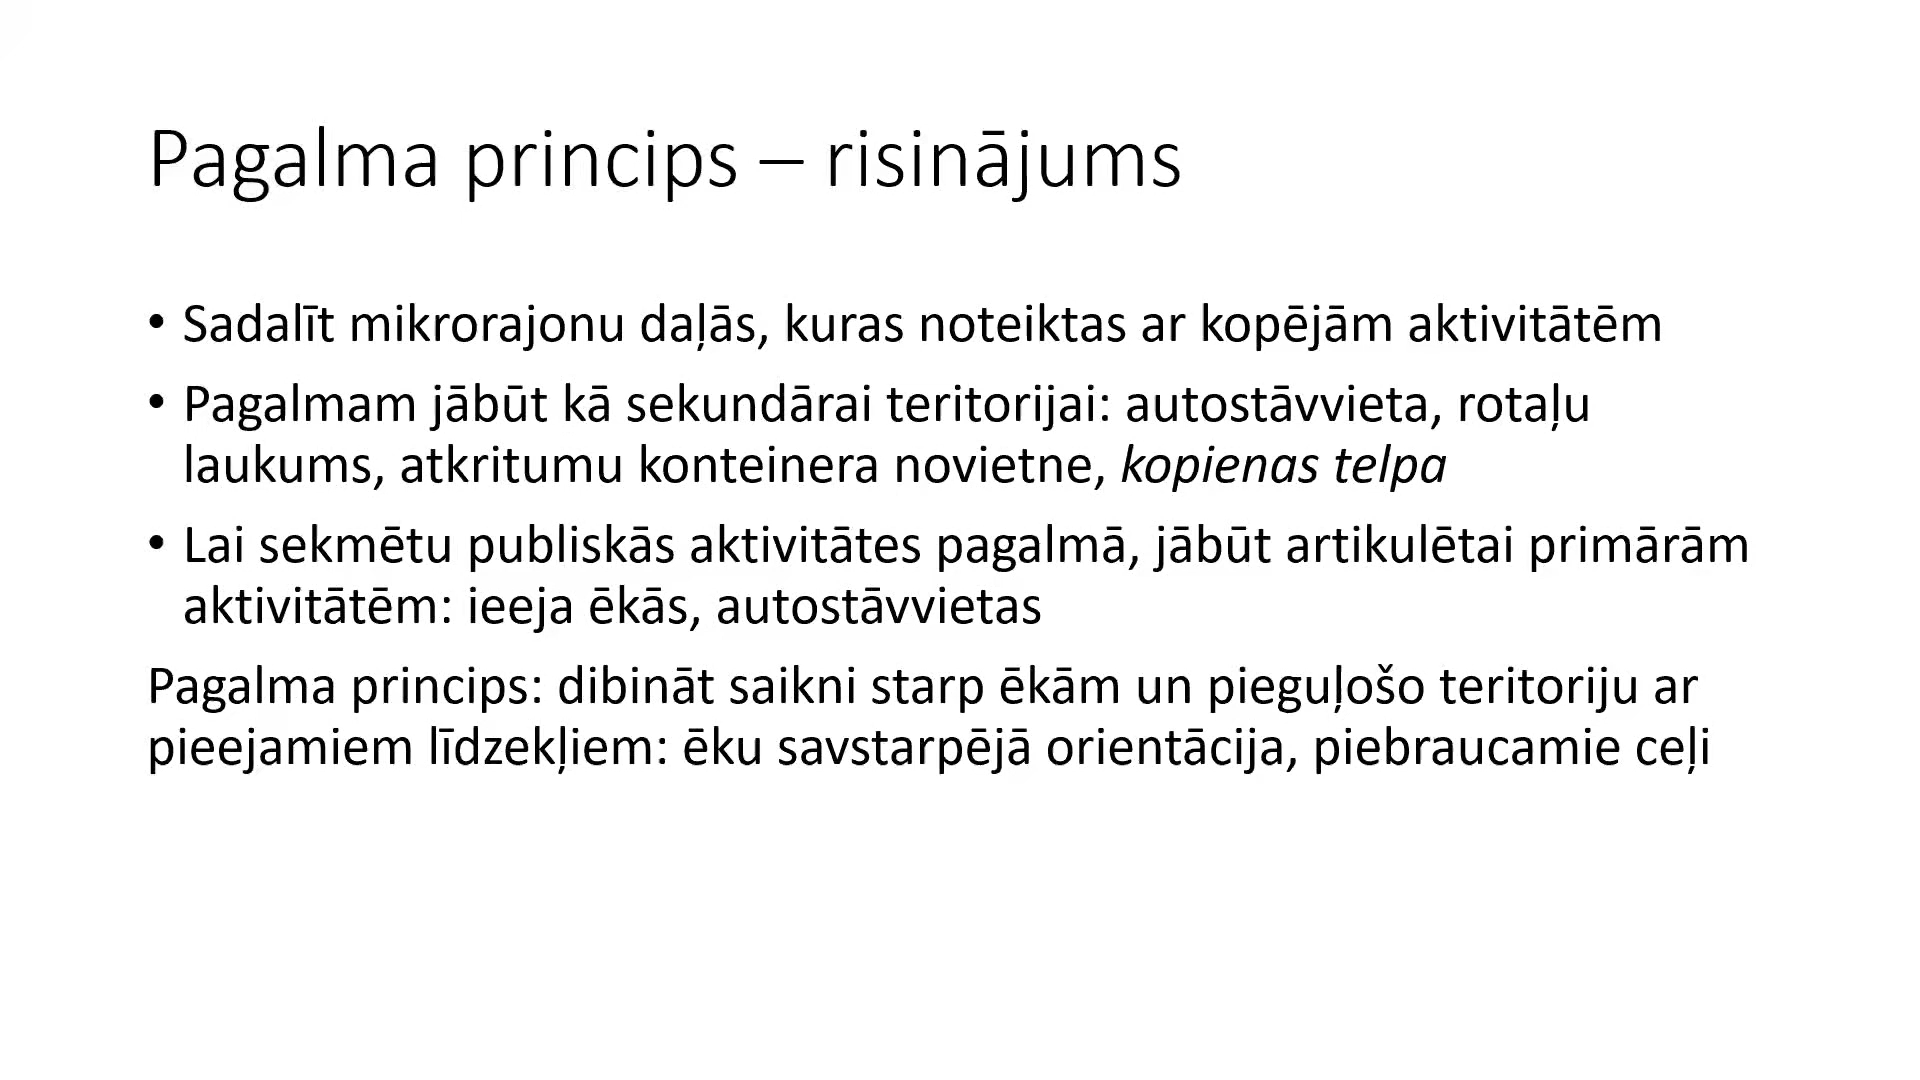 Pagalma princips – risinājums
• Sadalīt mikrorajonu daļās, kuras noteiktas ar kopējām aktivitātēm
• Pagalmam jābūt kā sekundārai teritorijai: autostāvvieta, rotaļu
laukums, atkritumu konteinera novietne, kopienas telpa
• Lai sekmētu publiskās aktivitātes pagalmā, jābūt artikulētai primārām
aktivitātēm: ieeja ēkās, autostāvvietas
Pagalma princips: dibināt saikni starp ēkām un pieguļošo teritoriju ar
pieejamiem līdzekļiem: ēku savstarpējā orientācija, piebraucamie ceļi